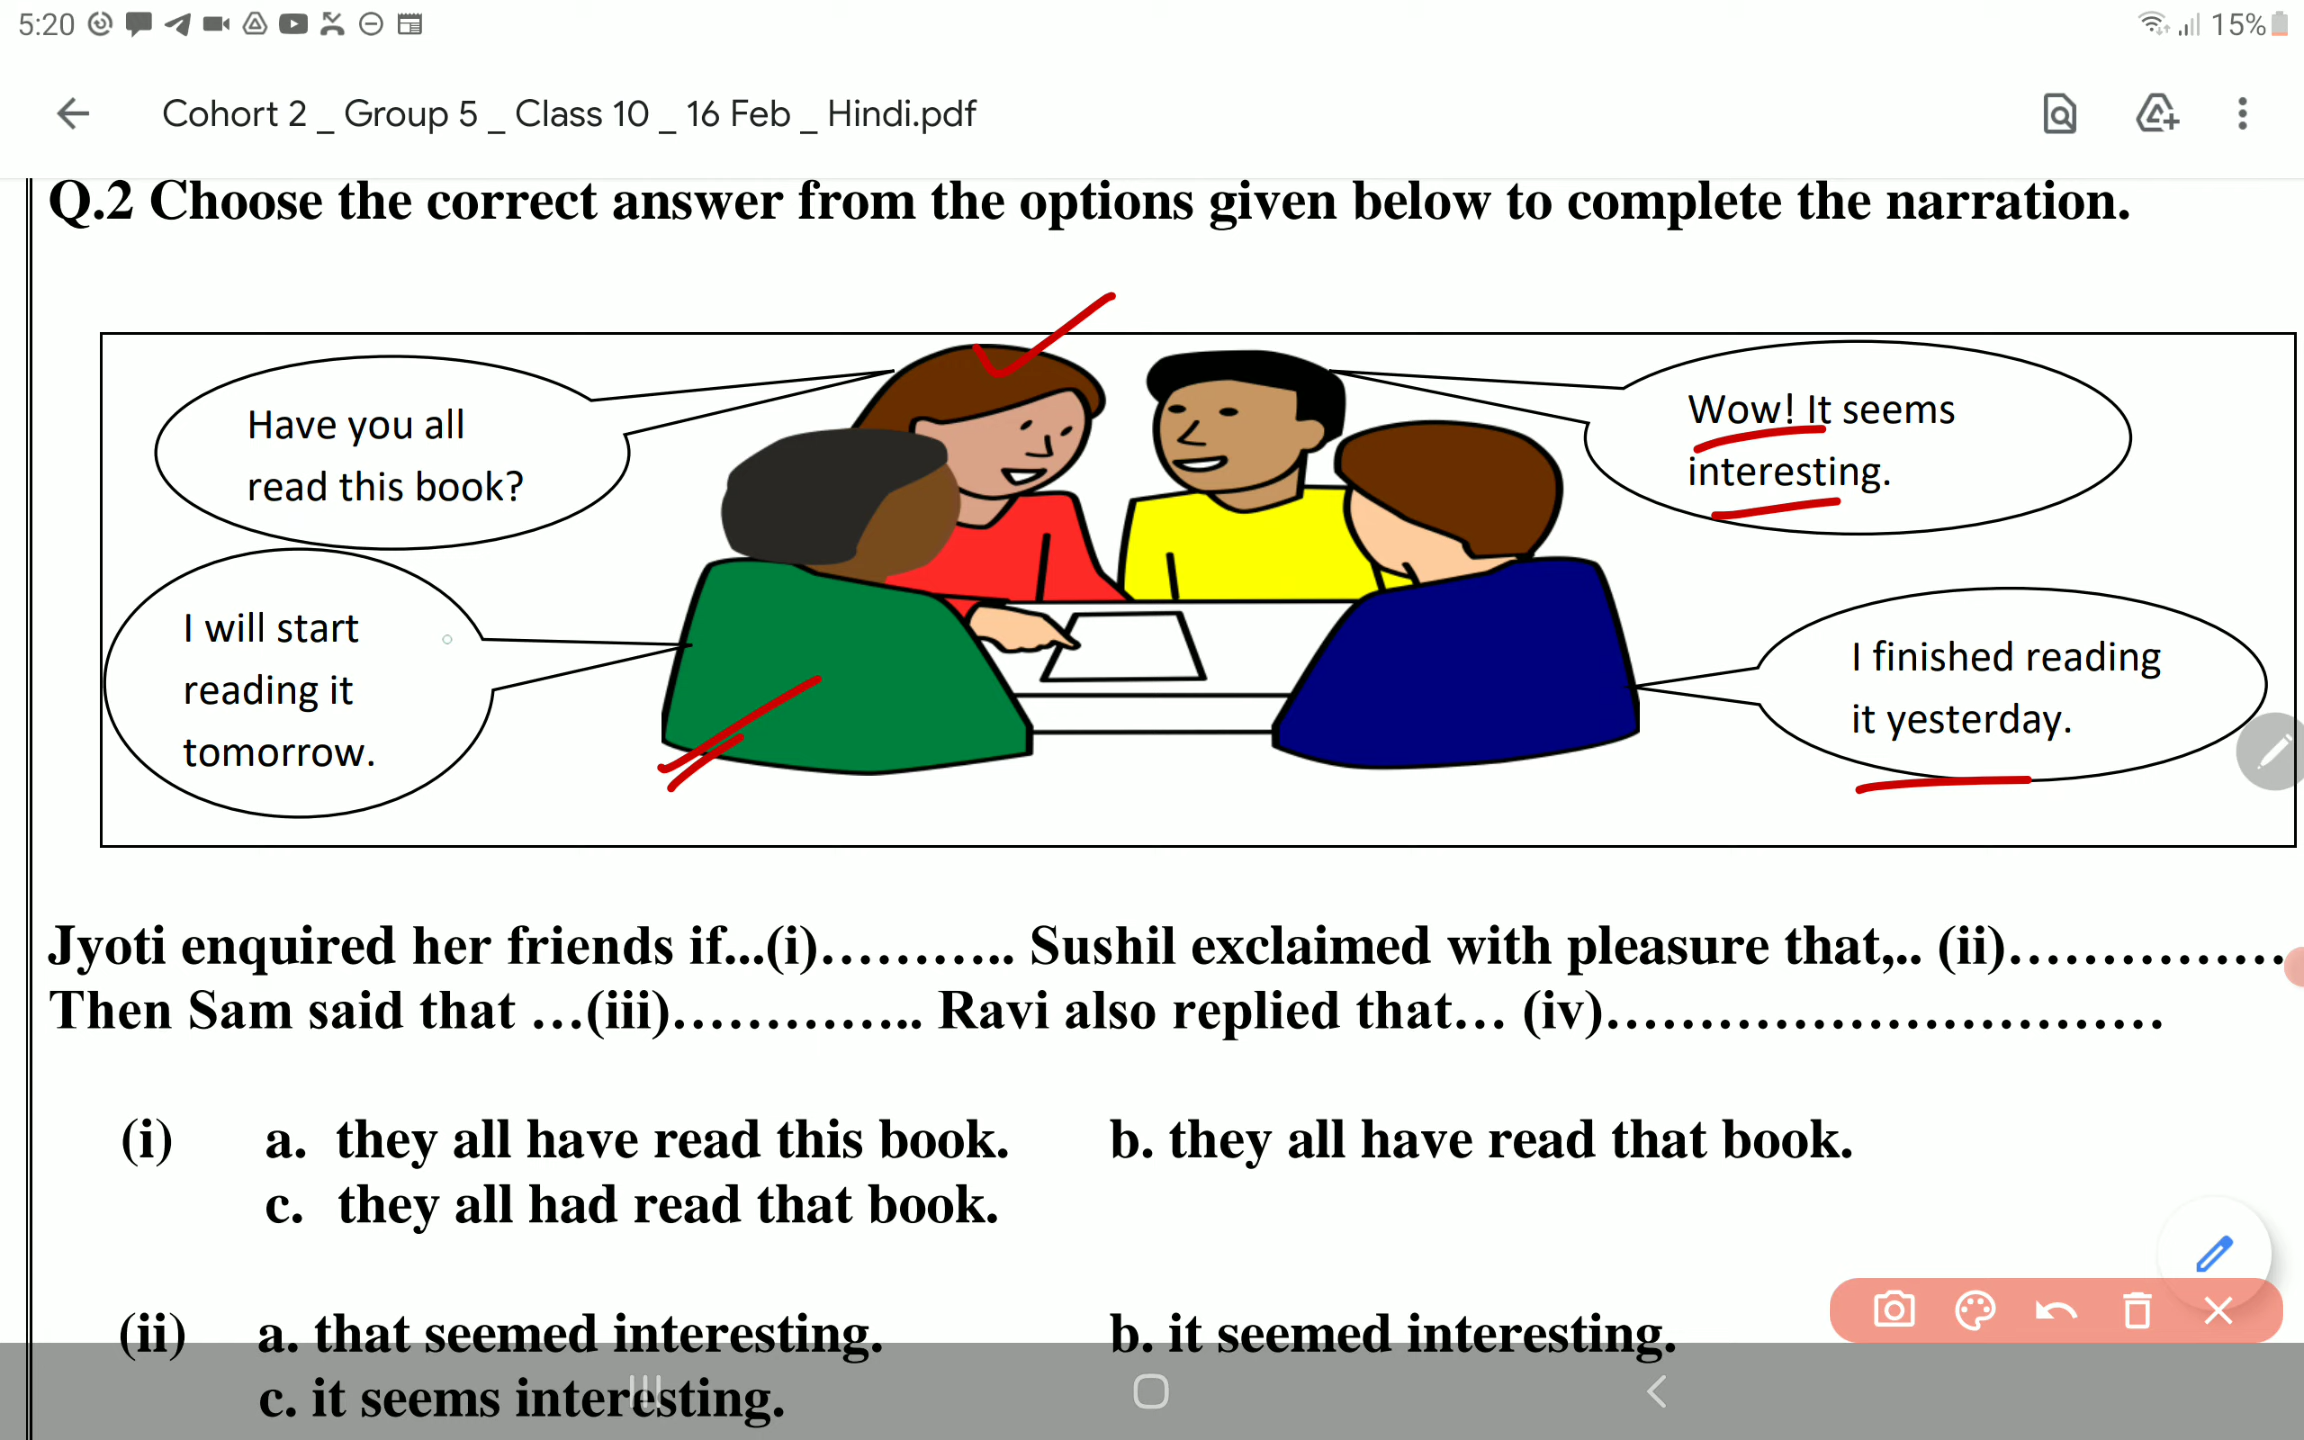 5:20
15%
Cohort 2 _ Group 5 _ Class 10 _ 16 Feb _ Hindi.pdf
Q.2 Choose the correct answer from the options given below to complete the narration.
Have you all
read this book?
Wow! It seems
interesting.
I will start
reading it
tomorrow.
I finished reading
it yesterday.
Jyoti enquired her friends if...(i)........... Sushil exclaimed with pleasure that,.. (ii)...............
Then Sam said that ...(iii).............. Ravi also replied that... (iv)..............................
(i) a. they all have read this book. b. they all have read that book.
c. they all had read that book.
(ii) a. that seemed interesting. b. it seemed interesting.
c. it seems interesting.